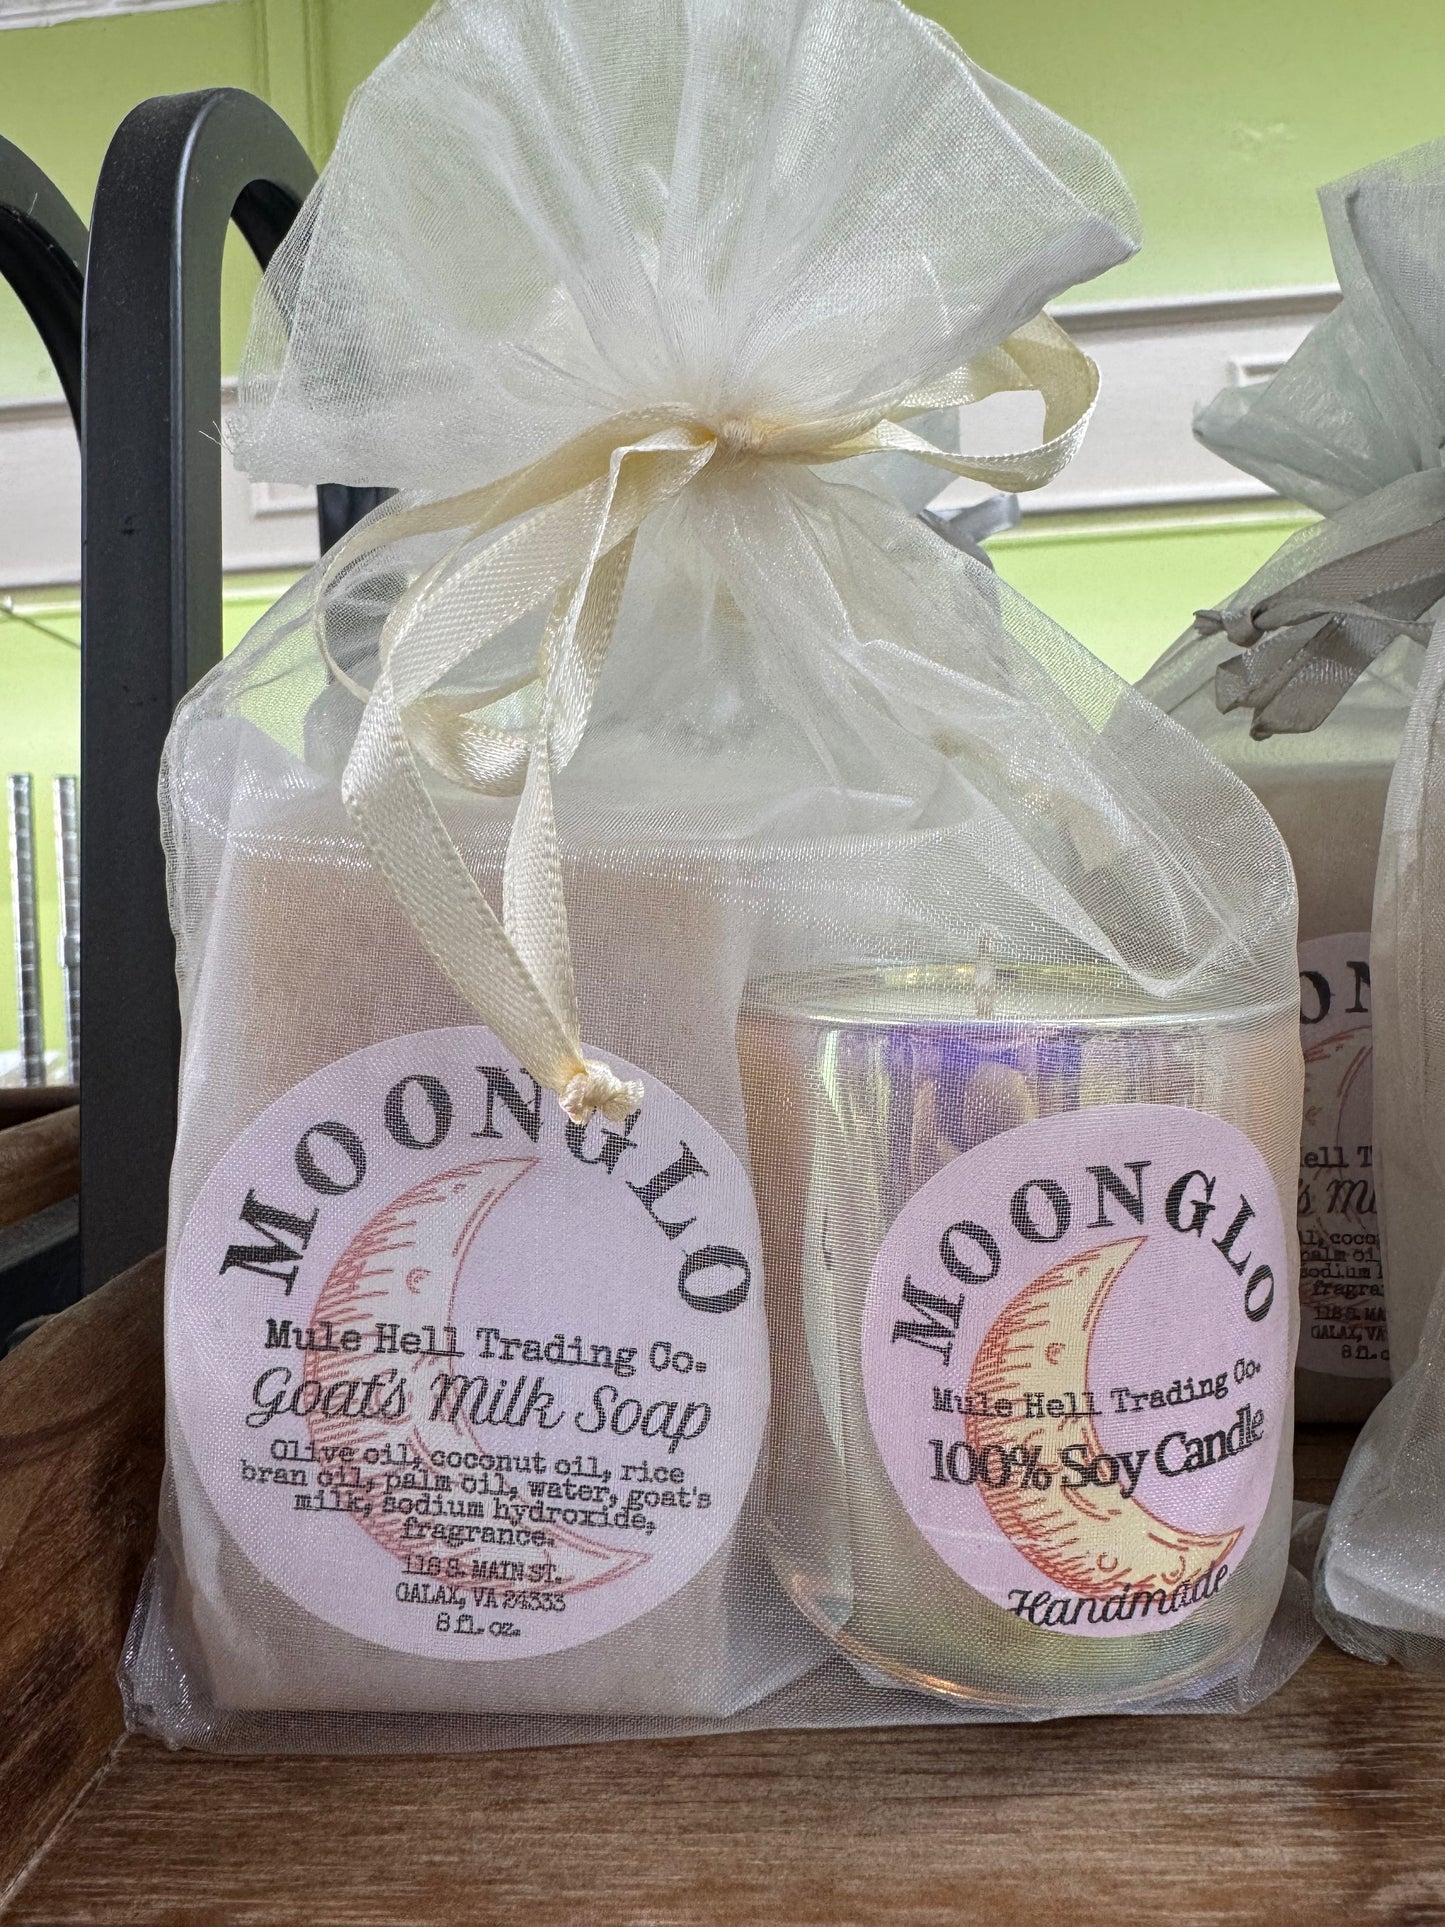 MOONGLO
Mule Hell Trading Co.
Goat's Milk Soap
Olive oil, coconut oil, rice
bran oil, palm oil, water, goat's
milk, sodium hydroxide,
fragrance.
118 S. MAIN ST.
GALAX, VA 24333
8 fl. oz.
MOONGLO
Mule Hell Trading Co.
100% Soy Candle
Handmade